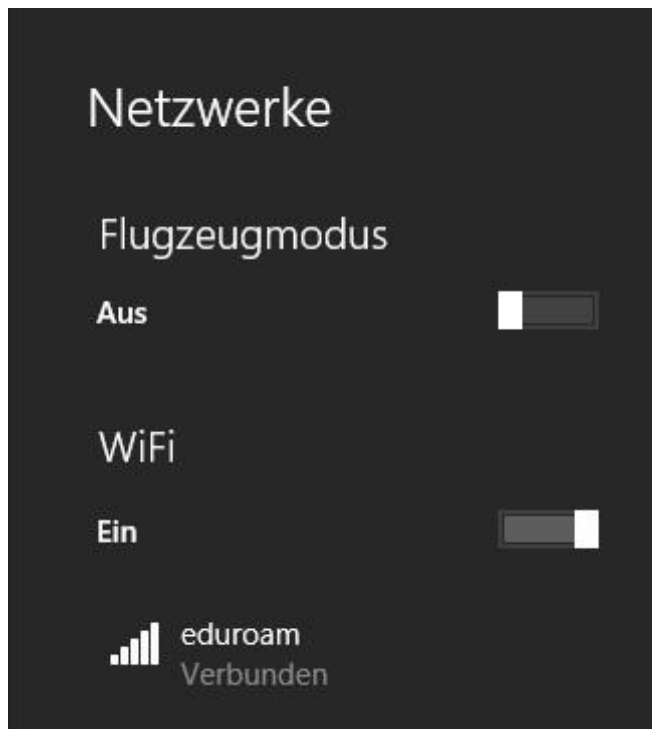 Netzwerke
Flugzeugmodus
Aus
WiFi
Ein
eduroam
Verbunden